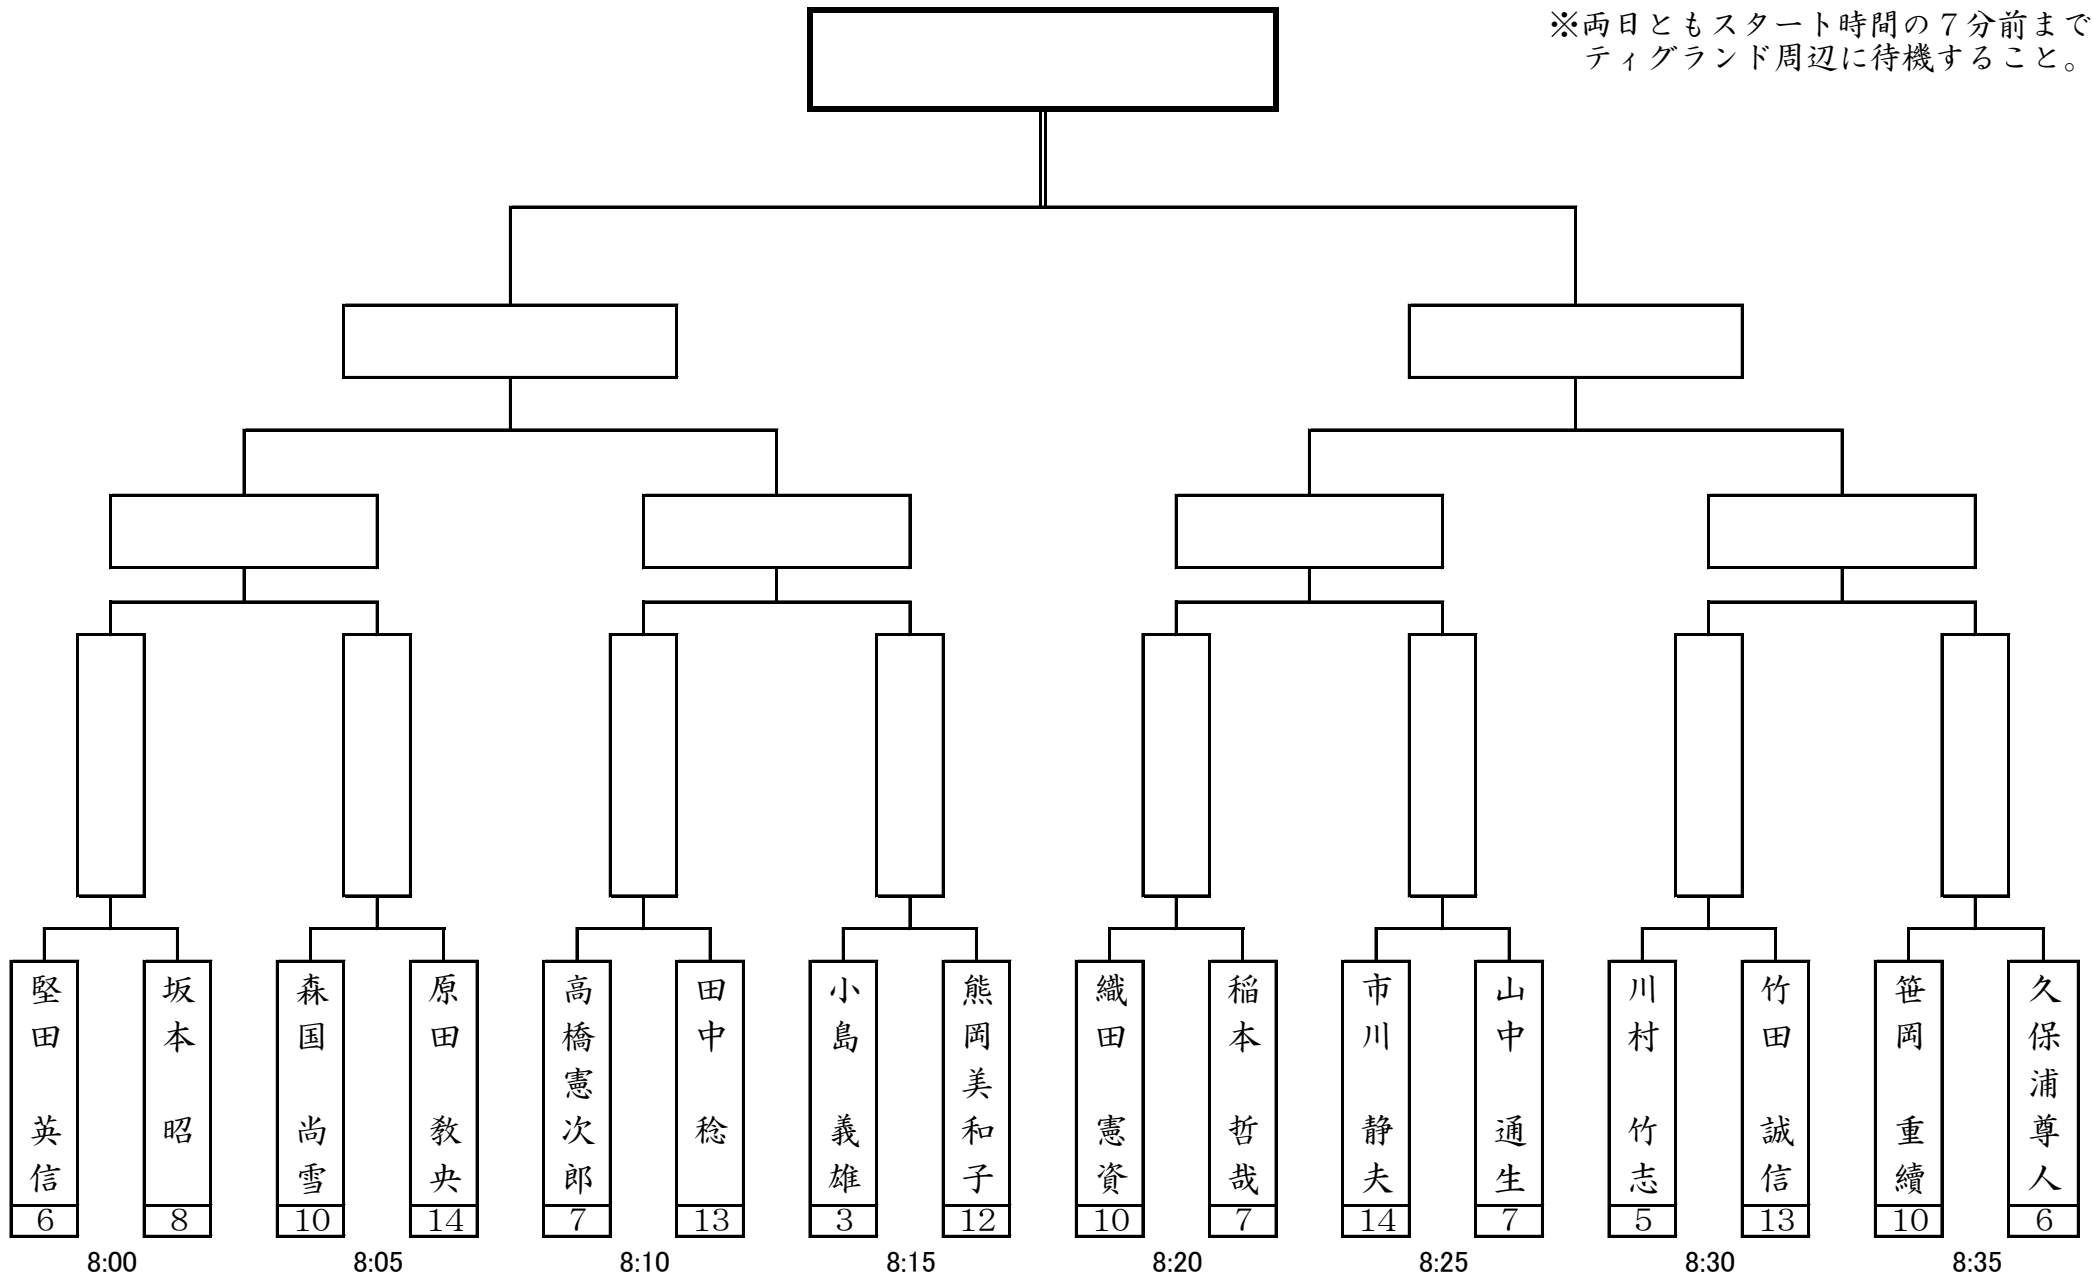 ※両日ともスタート時間の７分前まで
ティグランド周辺に待機すること。
堅田　英信
坂本　昭
森国　尚雪
原田　教央
高橋憲次郎
田中　稔
小島　義雄
熊岡美和子
織田　憲資
稲本　哲哉
市川　静夫
山中　通生
川村　竹志
竹田　誠信
笹岡　重續
久保浦尊人
6
8
10
14
7
13
3
12
10
7
14
7
5
13
10
6
8:00
8:05
8:10
8:15
8:20
8:25
8:30
8:35